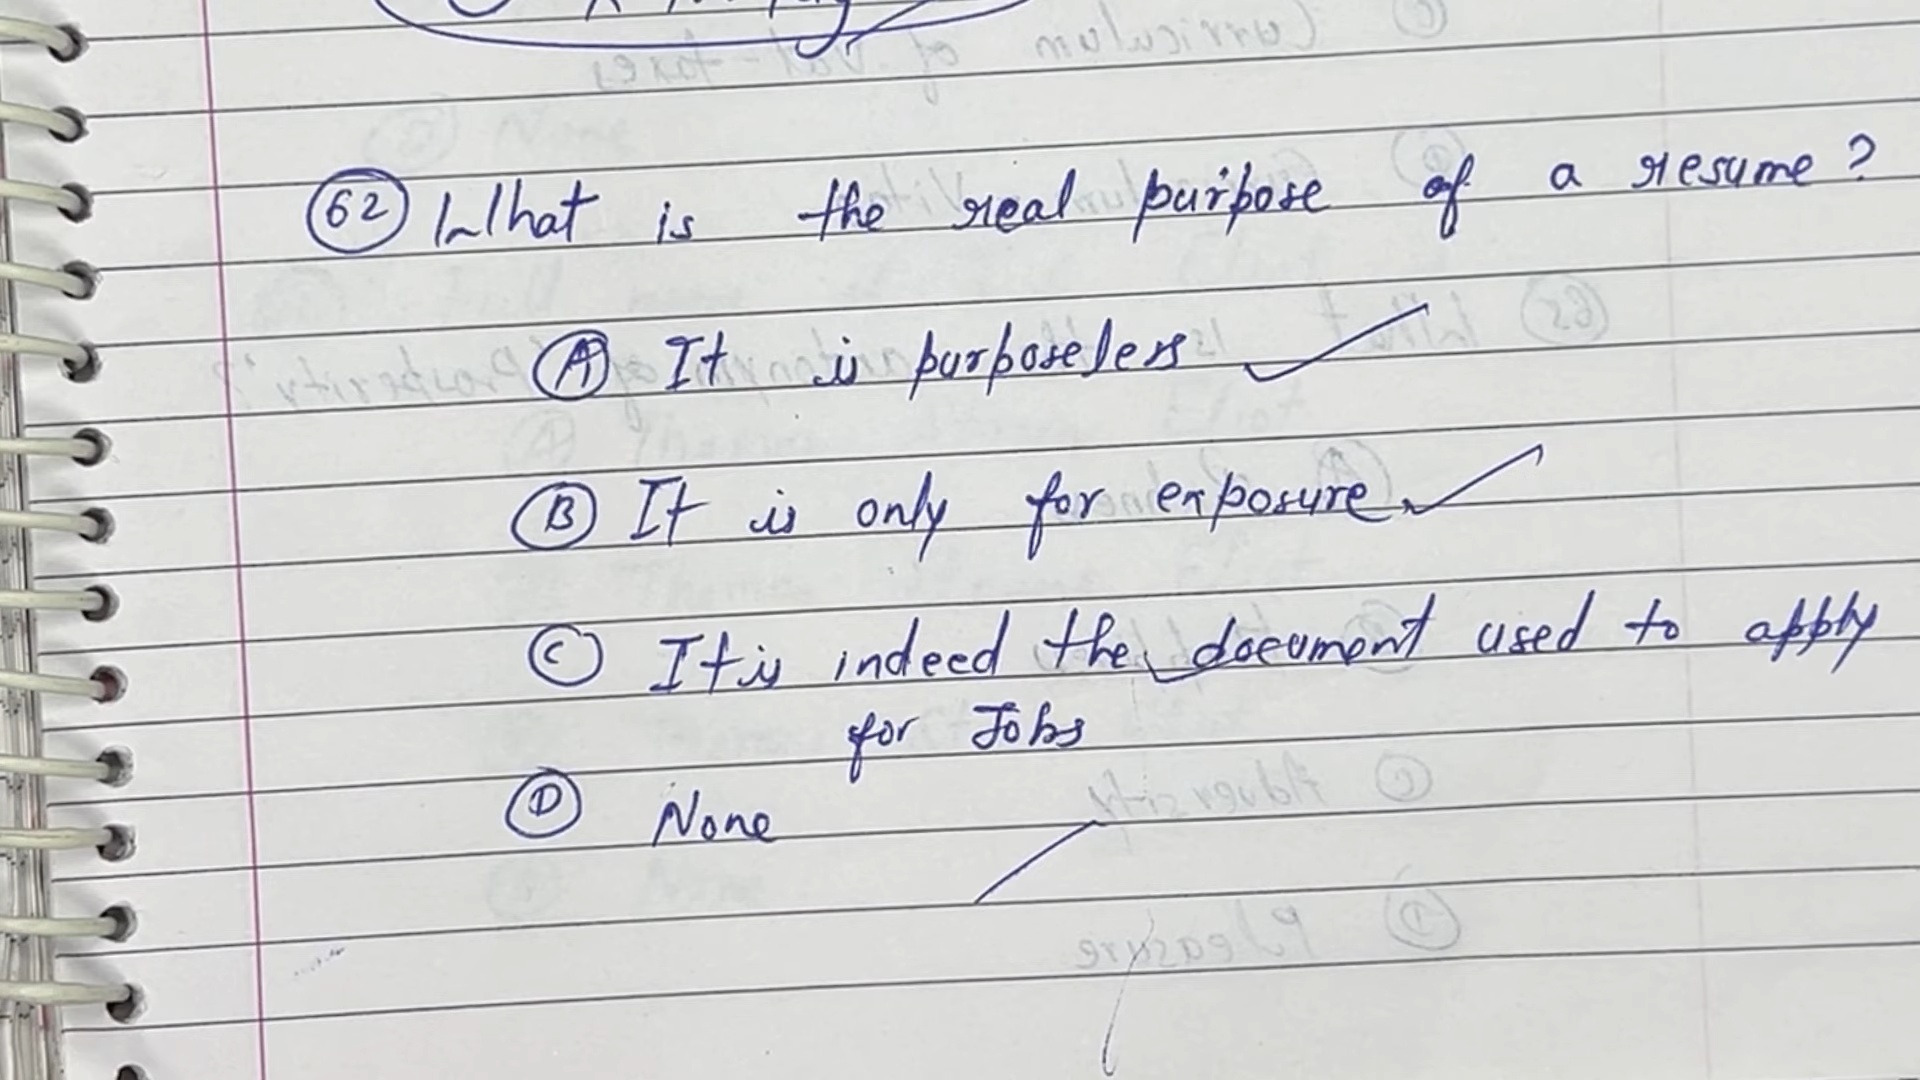 62 What is the real purpose of a resume?
A It is purposeless
B It is only for exposure
C It is indeed the document used to apply
for Jobs
D None